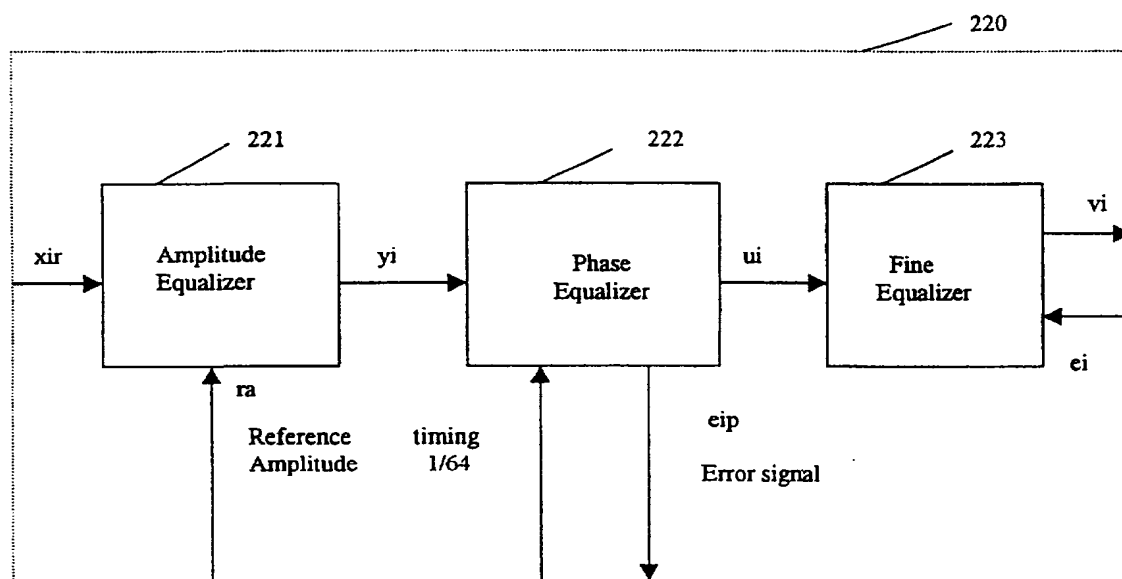 220
221
222
223
xir
Amplitude
Equalizer
yi
Phase
Equalizer
ui
Fine
Equalizer
vi
ei
ra
Reference
Amplitude
timing
1/64
eip
Error signal